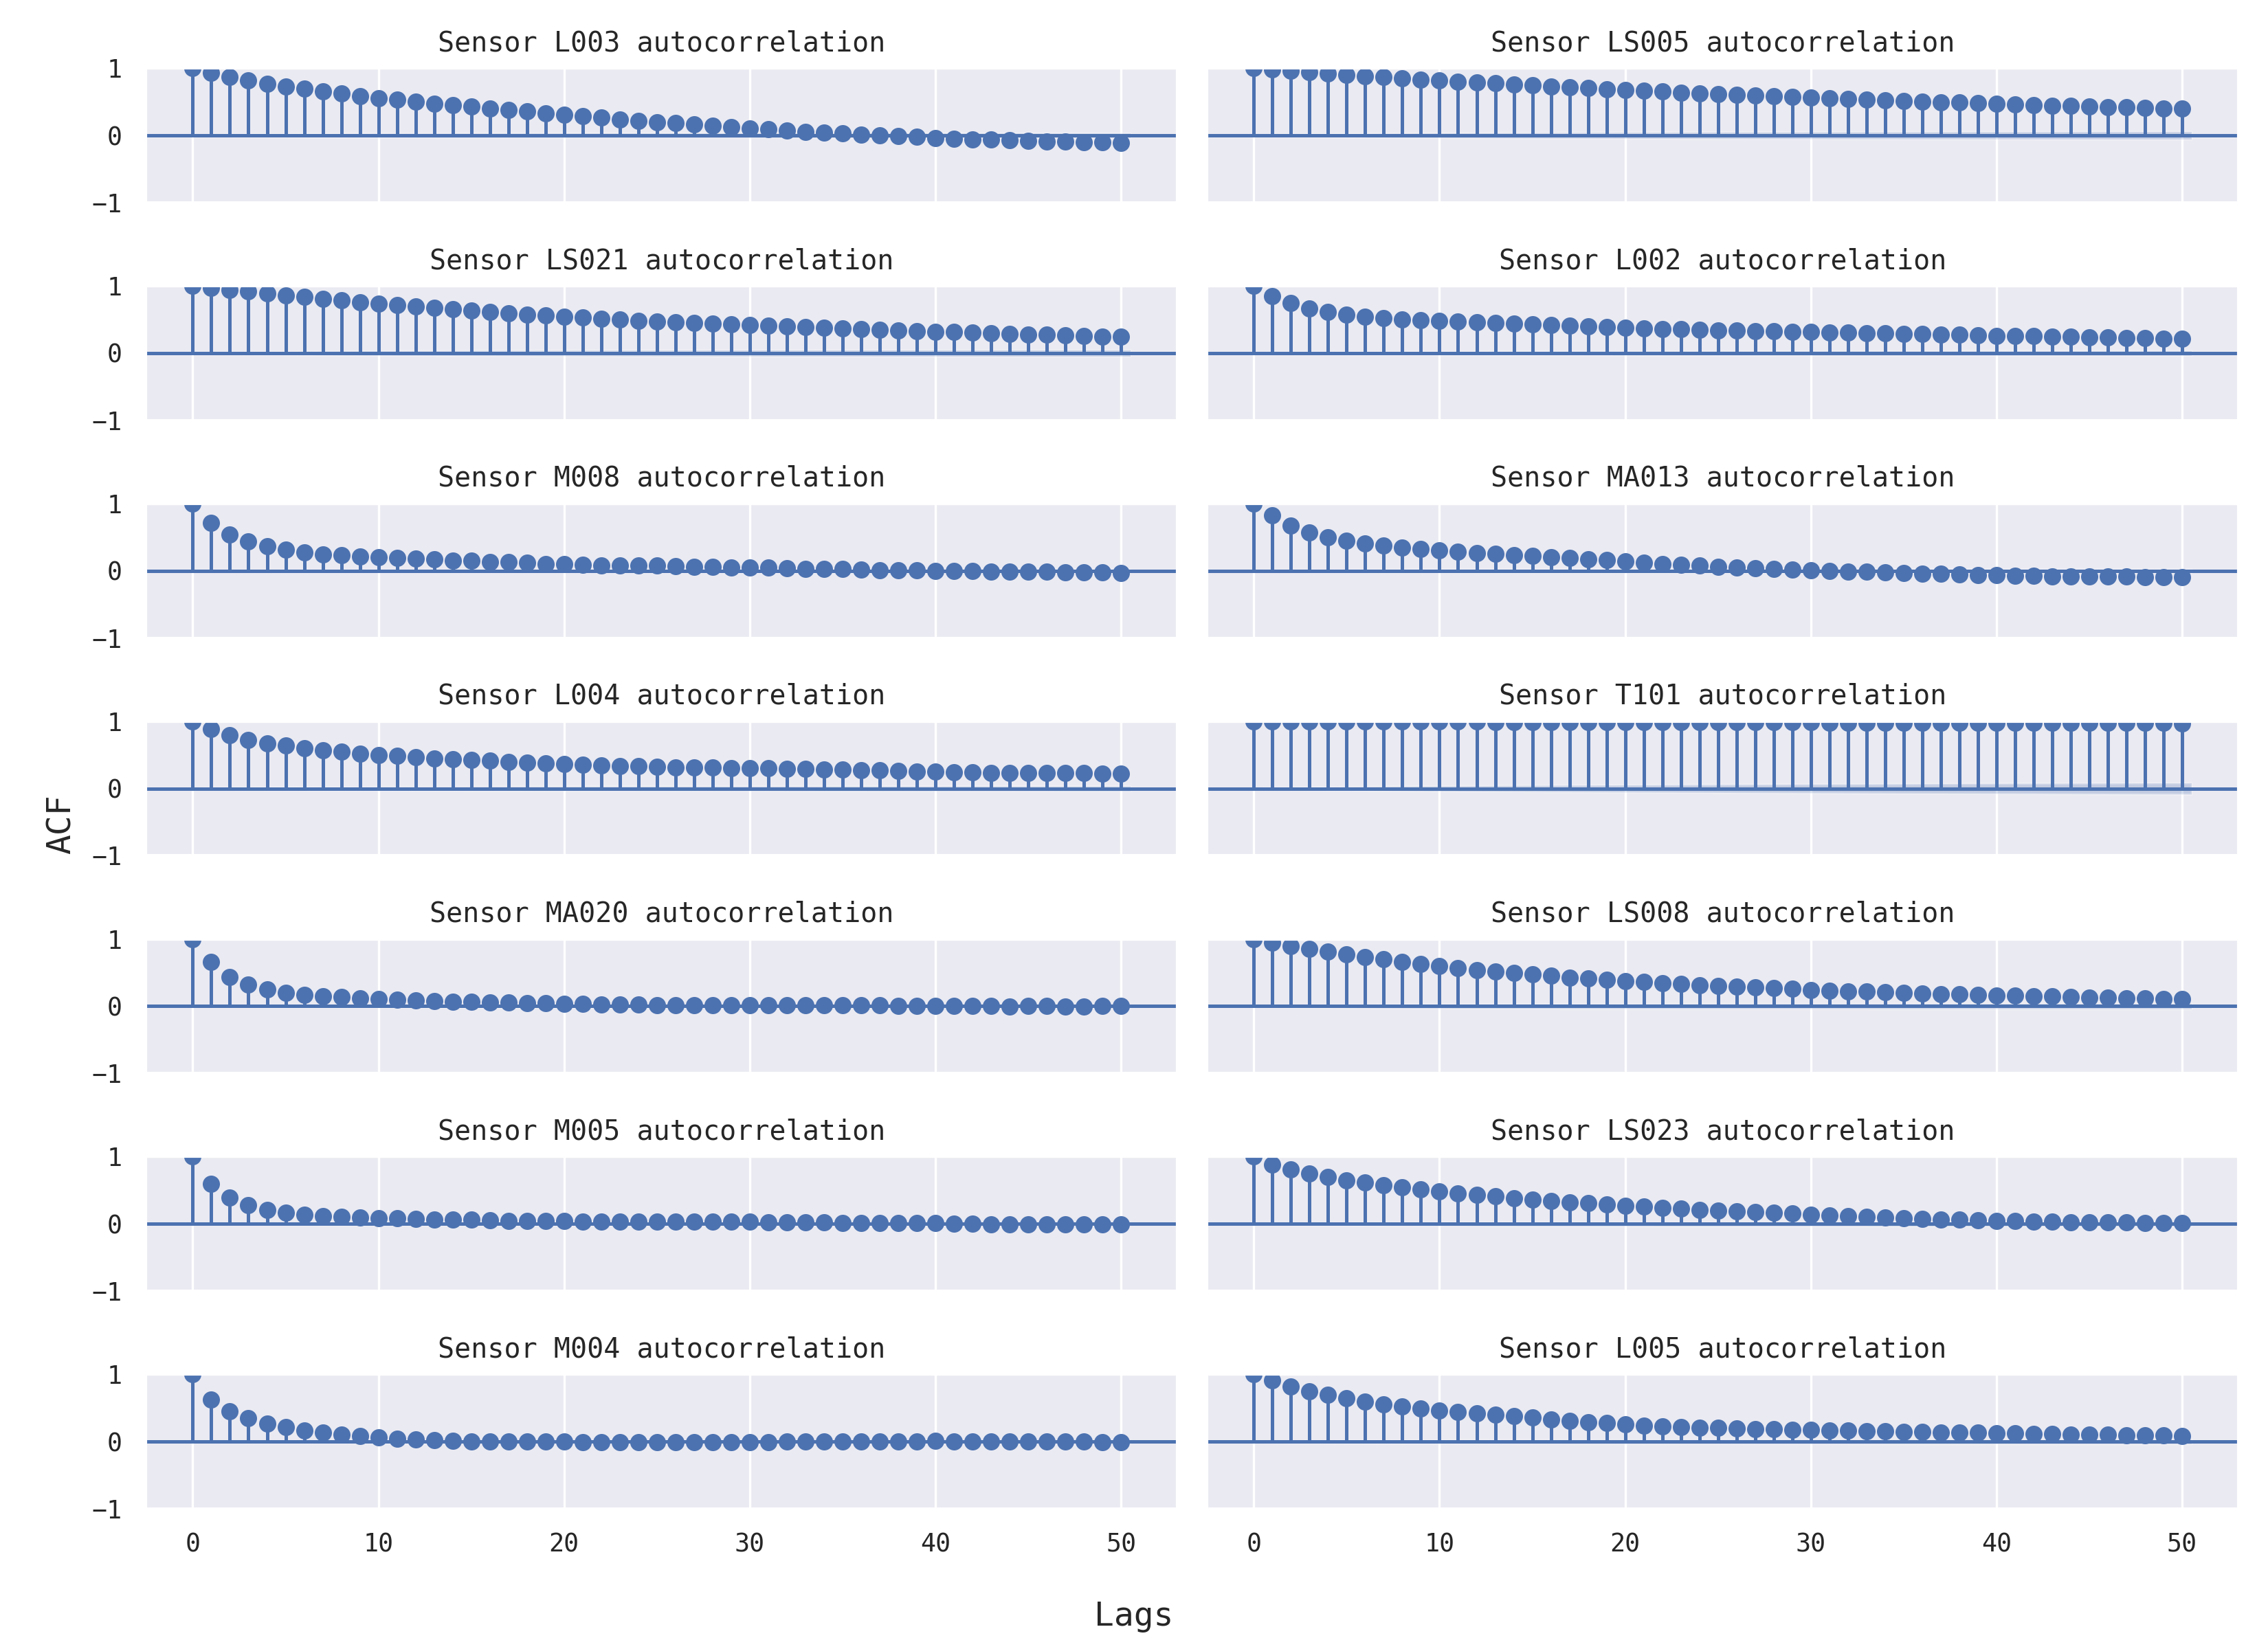 Sensor L003 autocorrelation
Sensor LS005 autocorrelation
1
0
−1
Sensor LS021 autocorrelation
Sensor L002 autocorrelation
1
0
−1
Sensor M008 autocorrelation
Sensor MA013 autocorrelation
1
0
−1
Sensor L004 autocorrelation
Sensor T101 autocorrelation
1
0
−1
ACF
Sensor MA020 autocorrelation
Sensor LS008 autocorrelation
1
0
−1
Sensor M005 autocorrelation
Sensor LS023 autocorrelation
1
0
−1
Sensor M004 autocorrelation
Sensor L005 autocorrelation
1
0
−1
0 10 20 30 40 50
0 10 20 30 40 50
Lags